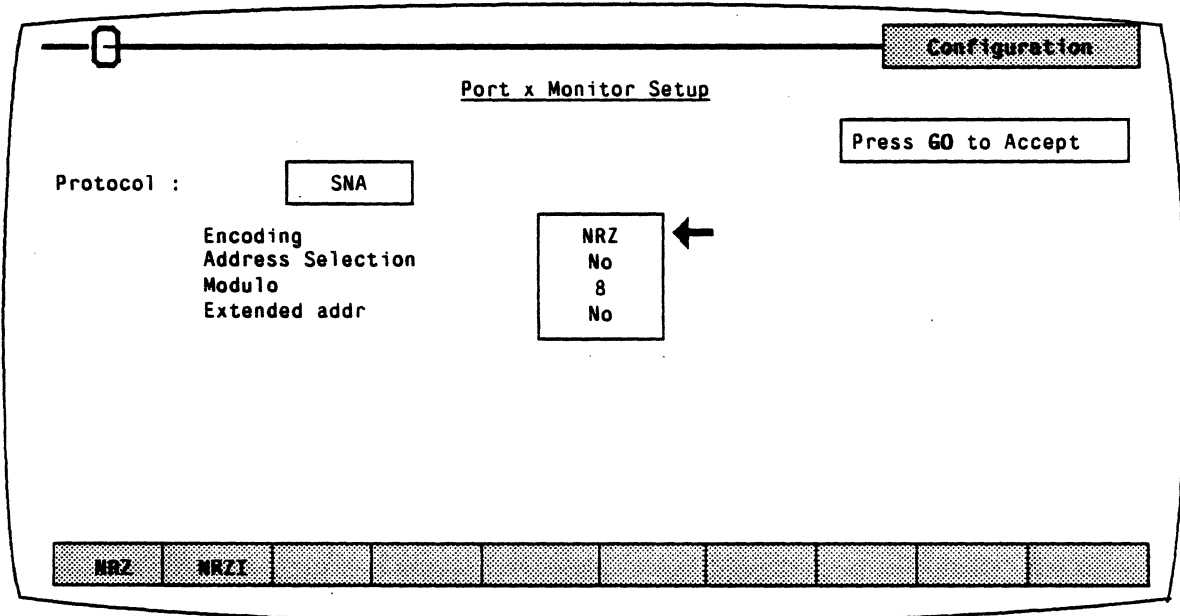 Configuration
Port x Monitor Setup
Press GO to Accept
Protocol : SNA
Encoding NRZ
Address Selection No
Modulo 8
Extended addr No
NRZ NRZI